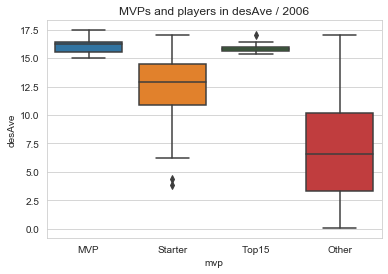 MVPs and players in desAve / 2006
17.5
15.0
12.5
10.0
7.5
5.0
2.5
0.0
desAve
MVP Starter Top15 Other
mvp